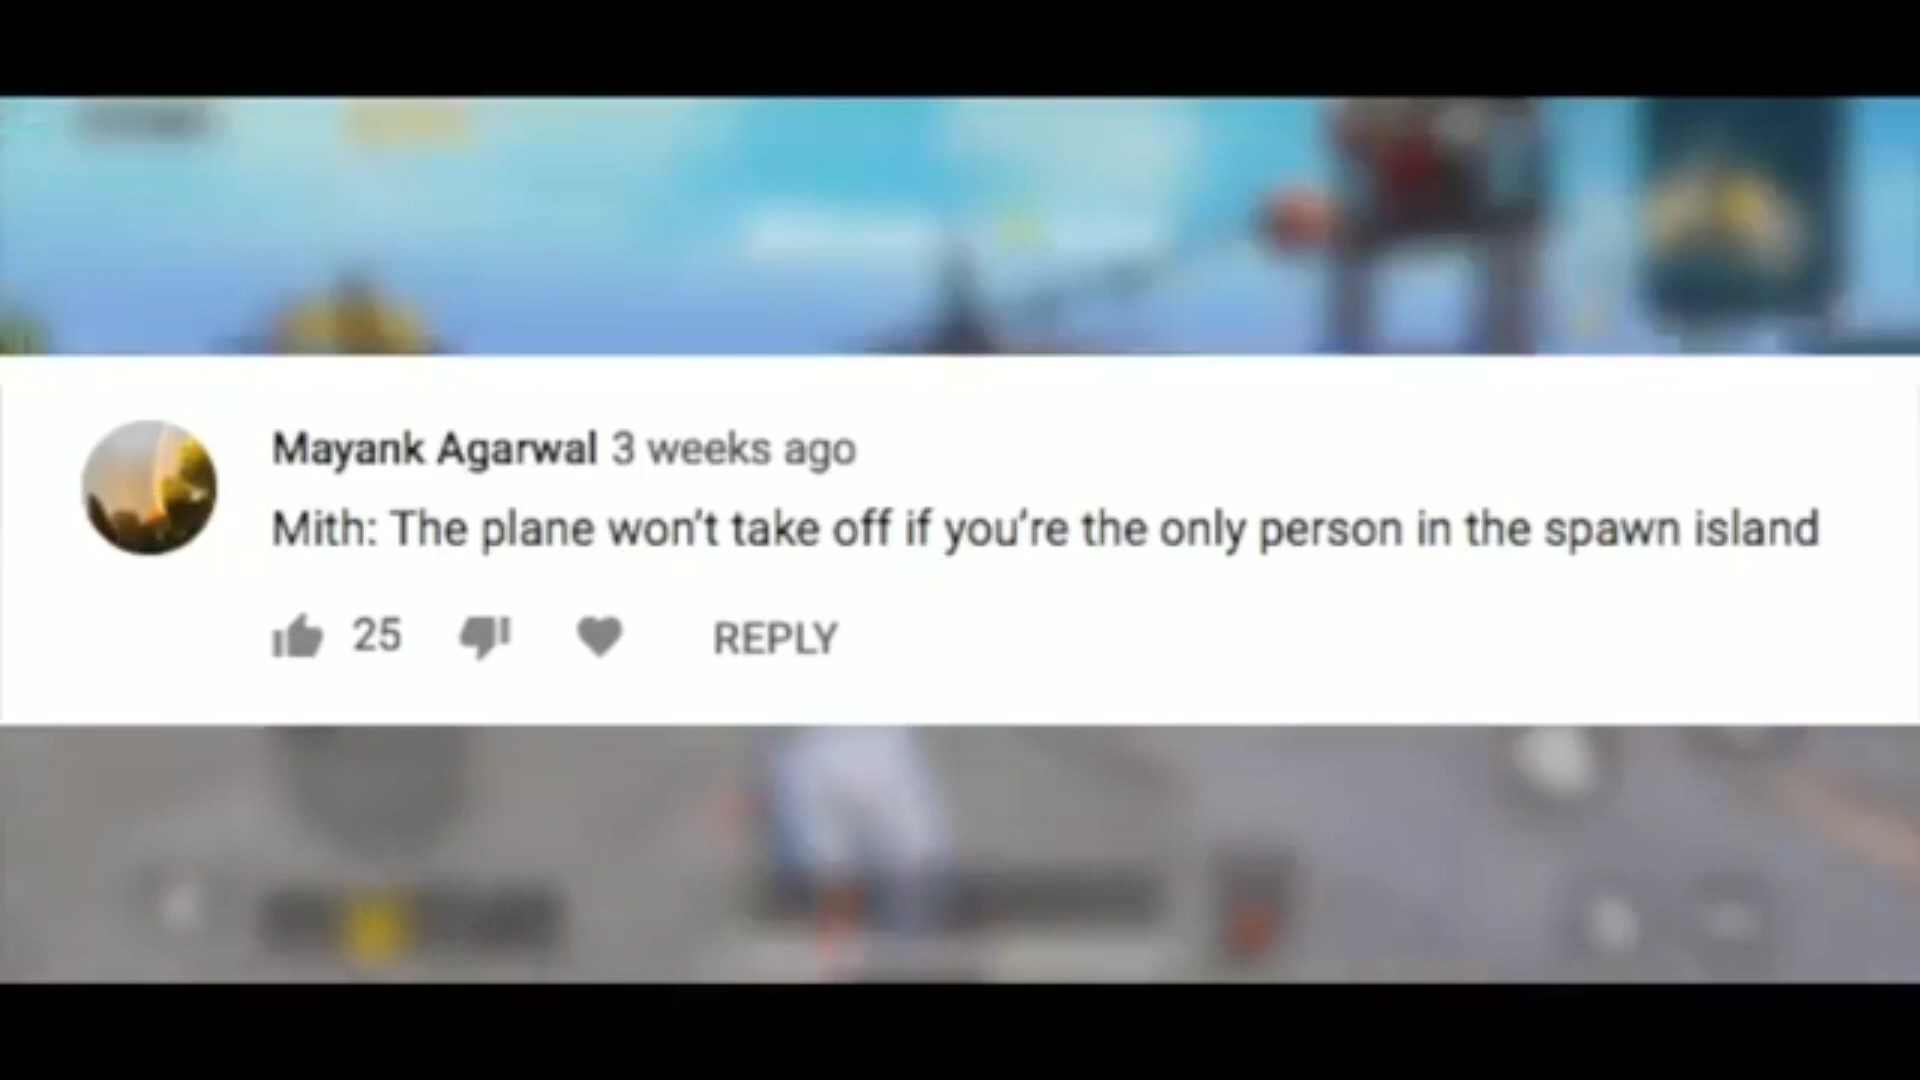 Mayank Agarwal 3 weeks ago
Mith: The plane won't take off if you're the only person in the spawn island
25 REPLY